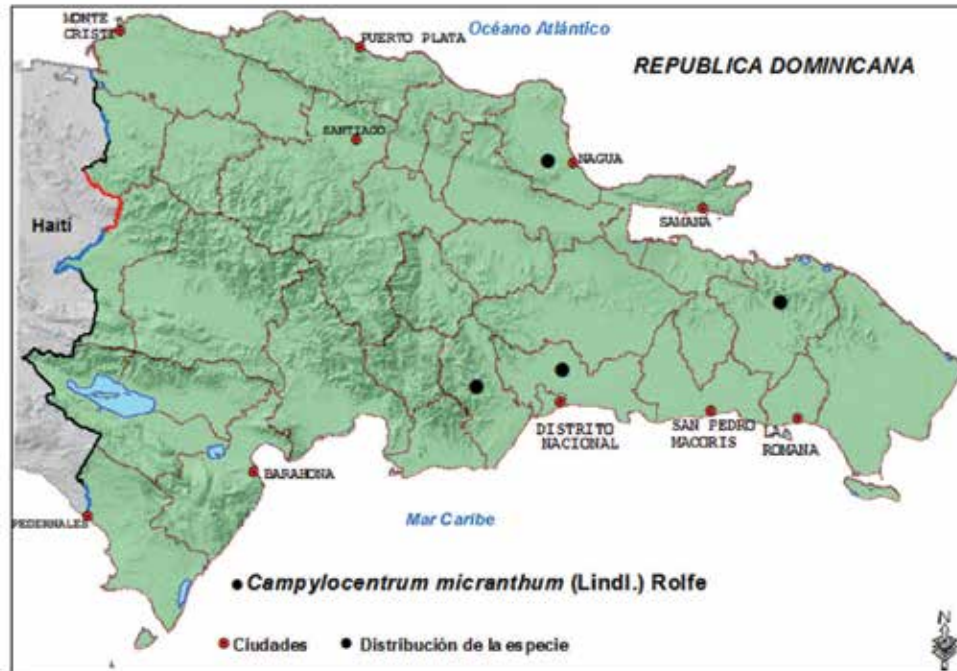 MONTE
CRISTI
PUERTO PLATA
Océano Atlántico
REPUBLICA DOMINICANA
SANTIAGO
NAGUA
SAMANA
Haití
DISTRITO
NACIONAL
SAN PEDRO
MACORIS
LA
ROMANA
BARAHONA
PEDERNALES
Mar Caribe
Campylocentrum micranthum (Lindl.) Rolfe
Ciudades
Distribución de la especie
N